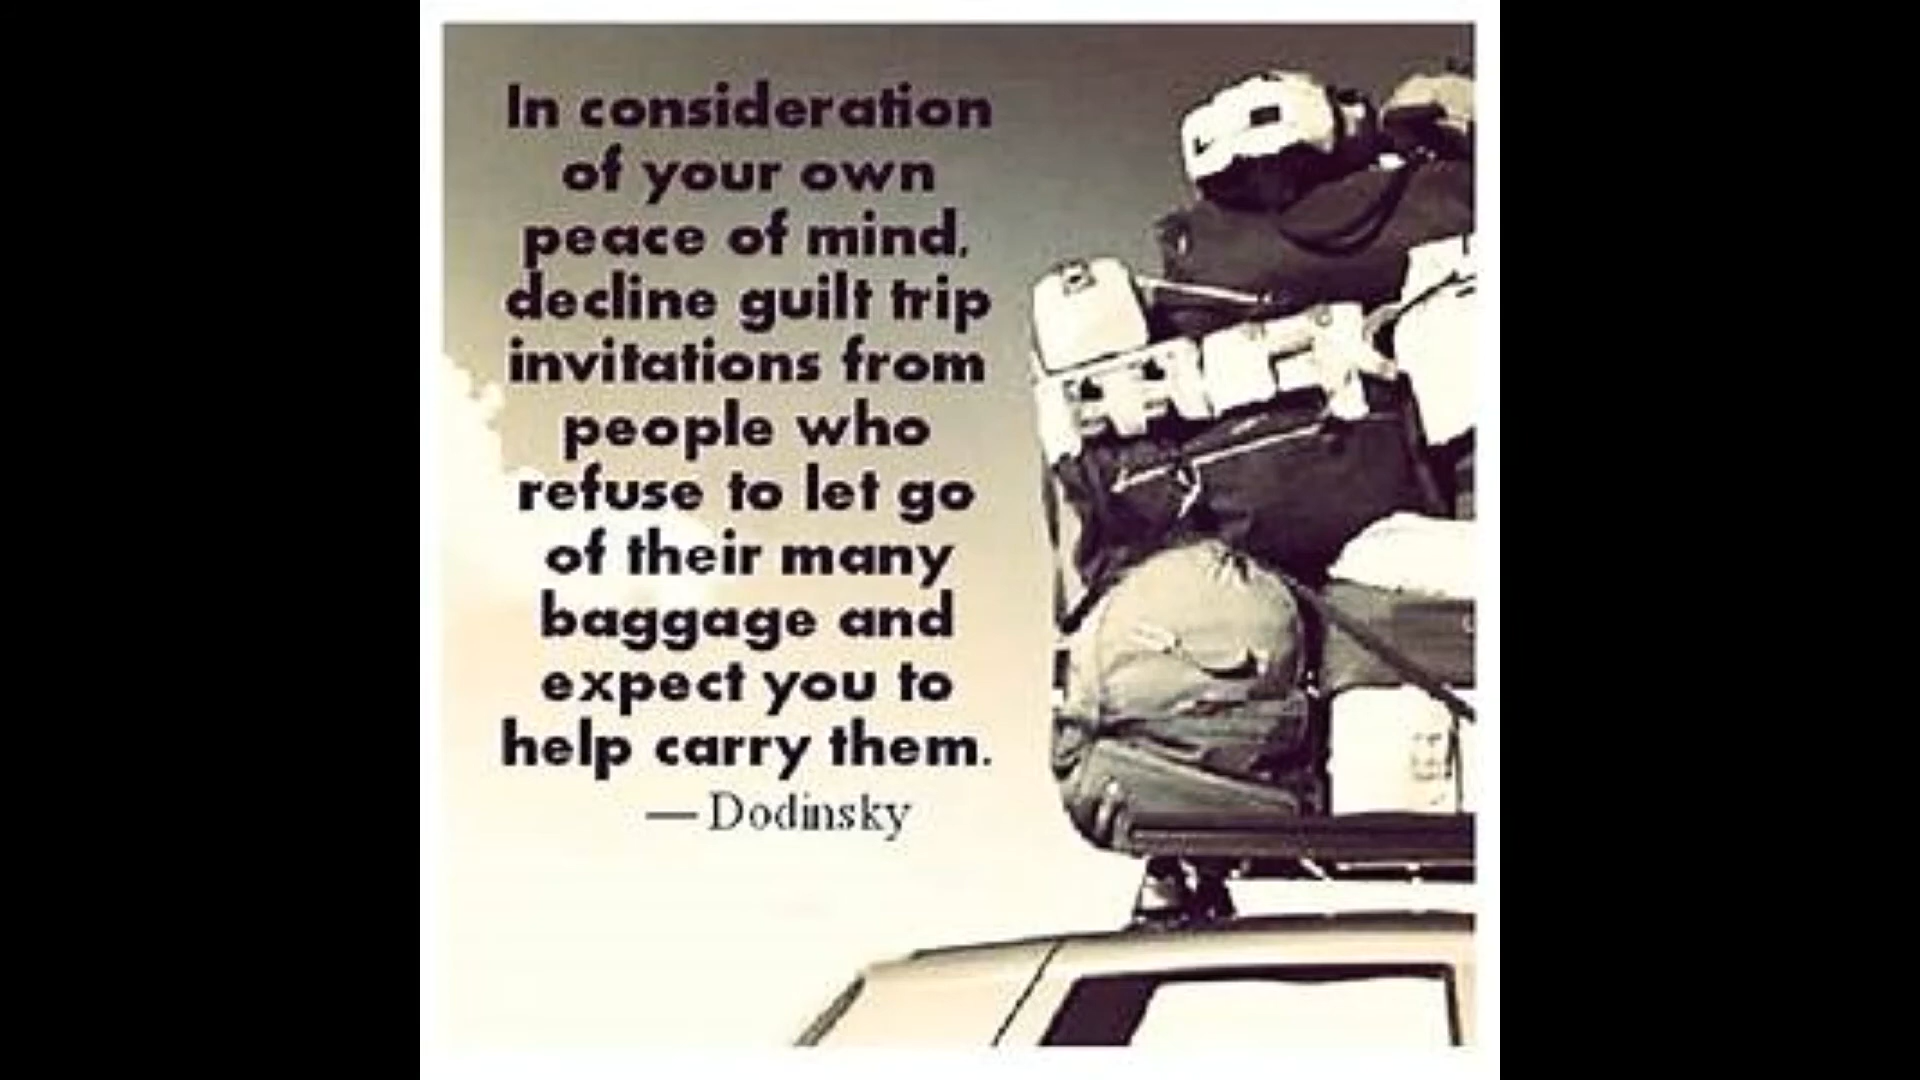 In consideration
of your own
peace of mind,
decline guilt trip
invitations from
people who
refuse to let go
of their many
baggage and
expect you to
help carry them.
— Dodinsky